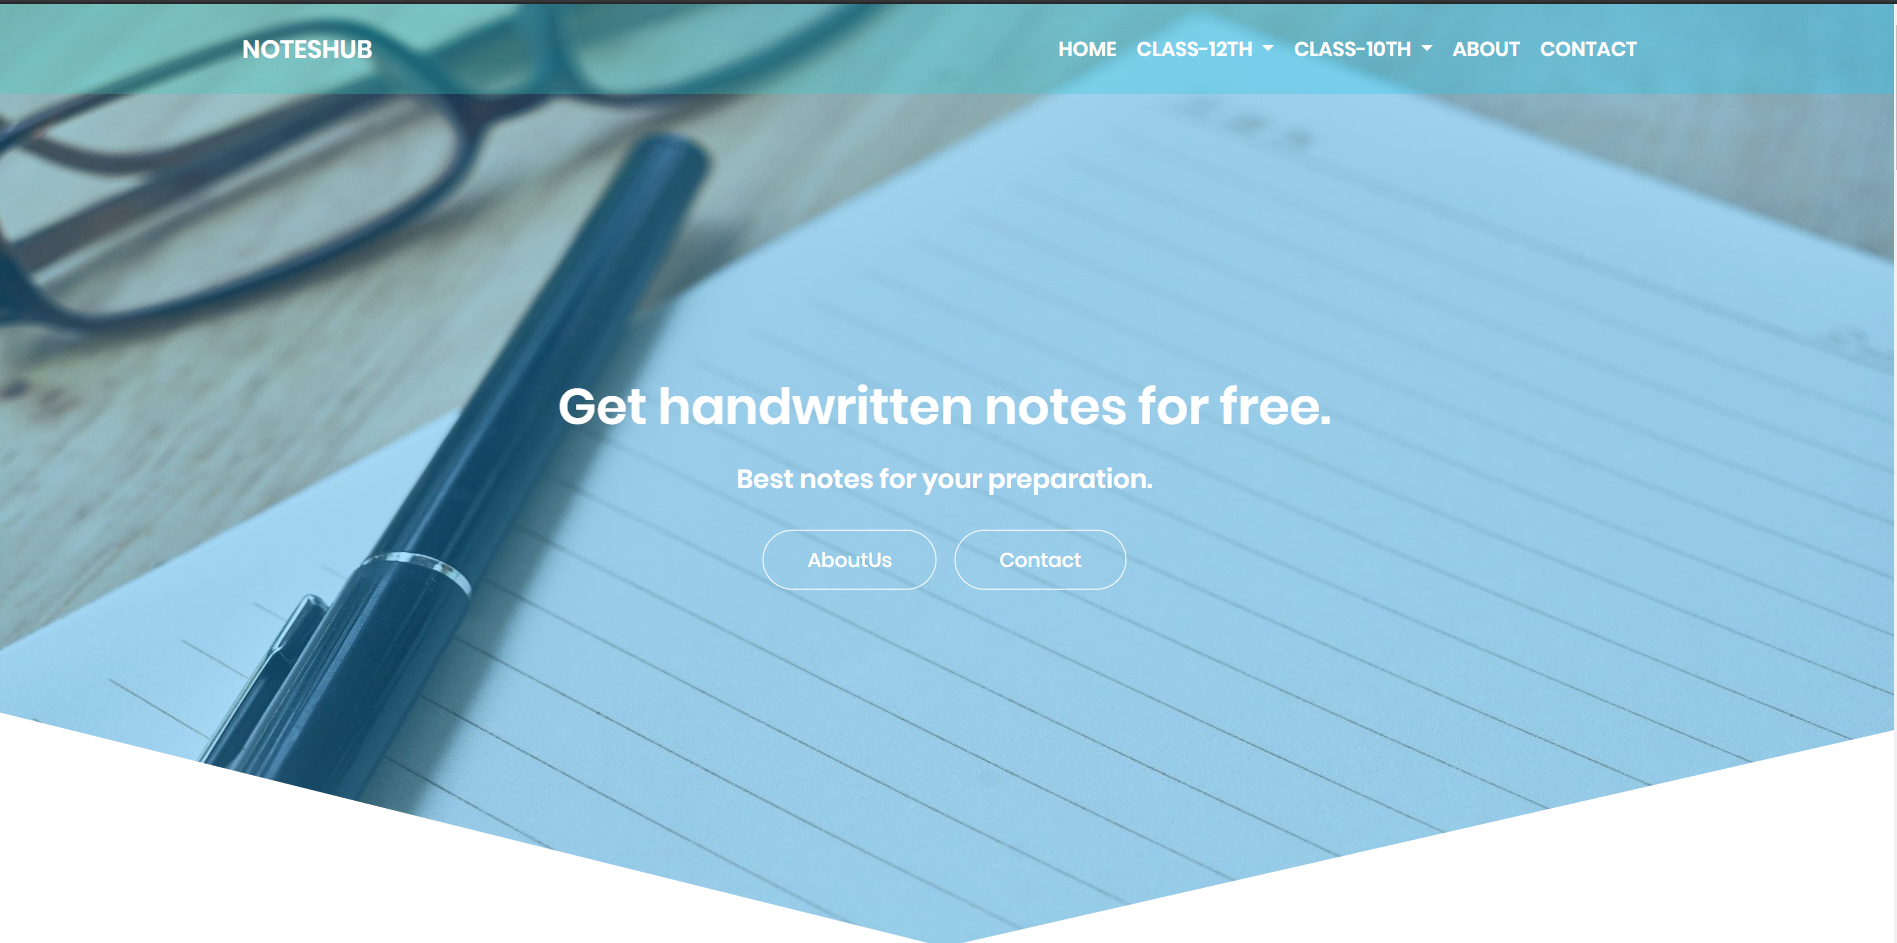 NOTESHUB
HOME CLASS-12TH CLASS-10TH ABOUT CONTACT
Get handwritten notes for free.
Best notes for your preparation.
AboutUs Contact